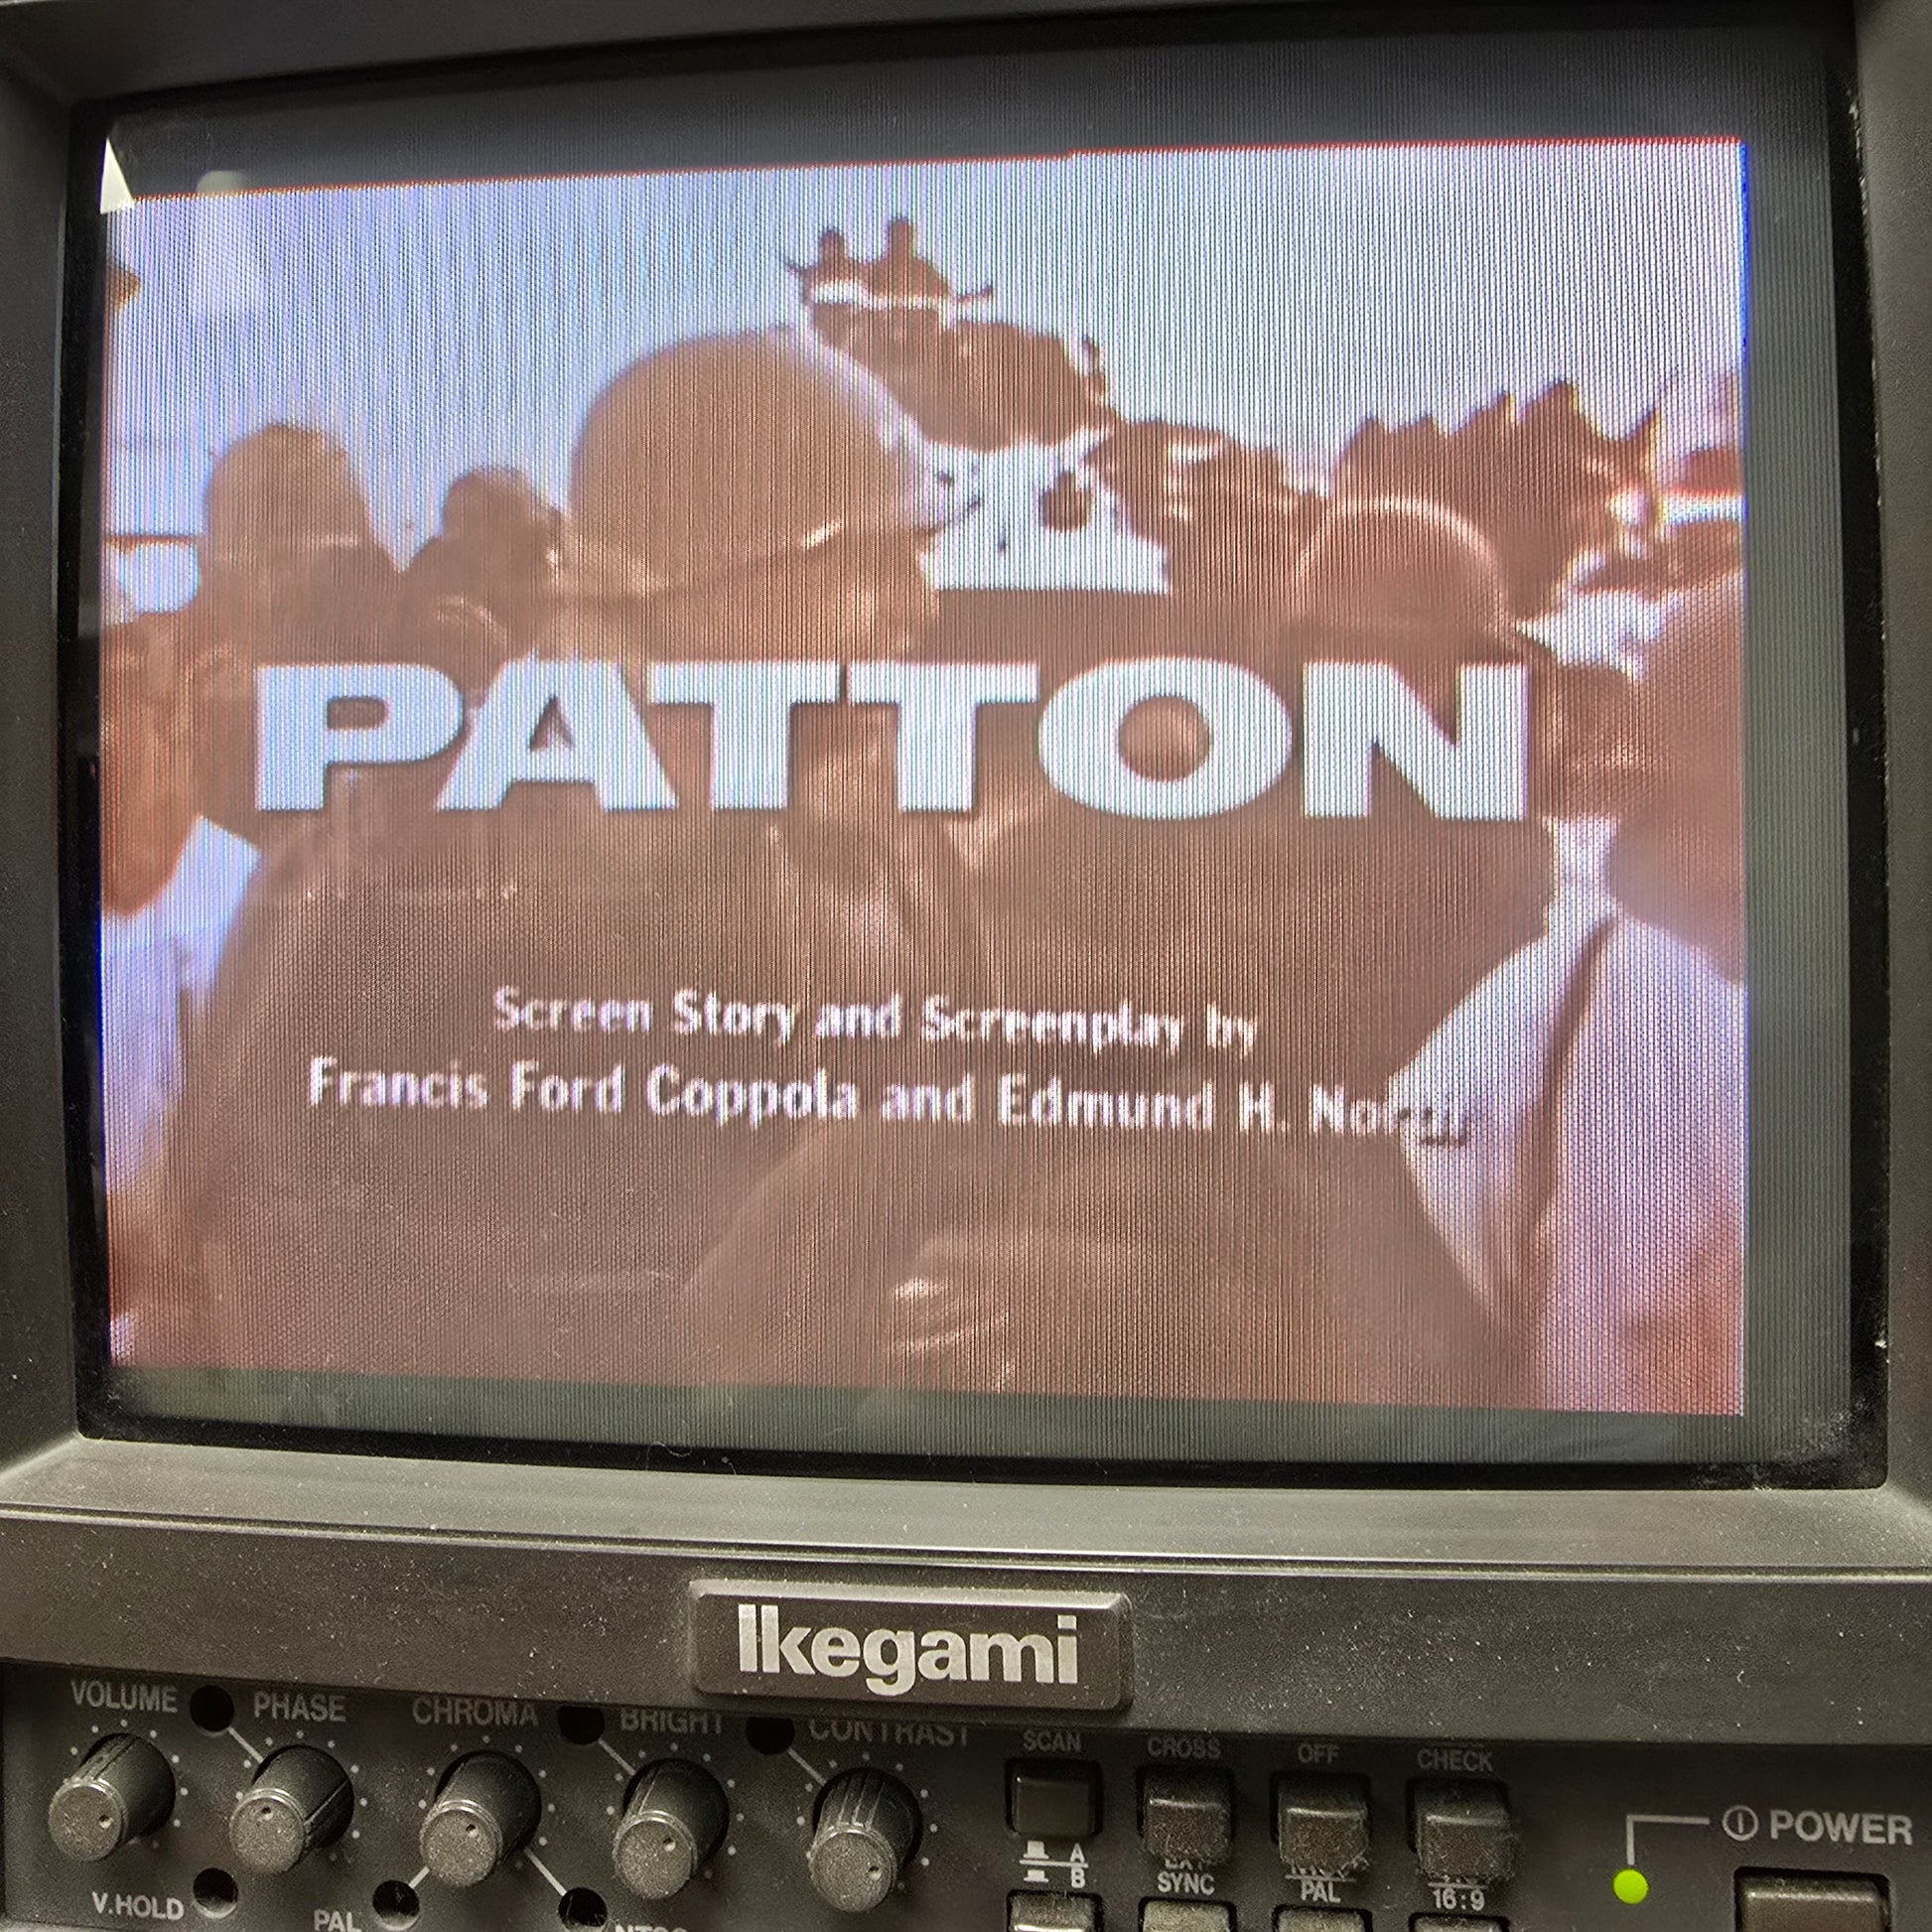 PATTON
Screen Story and Screenplay by
Francis Ford Coppola and Edmund H.
Ikegami
VOLUME PHASE CHROMA BRIGHT CONTRAST SCAN CROSS OFF CHECK
POWER
A
B
SYNC PAL 16:9
V.HOLD PAL